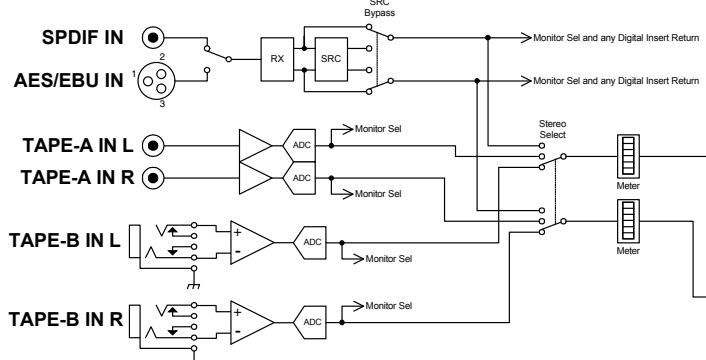 SRC
Bypass
SPDIF IN
Monitor Sel and any Digital Insert Return
2
RX
SRC
AES/EBU IN
1
3
Monitor Sel and any Digital Insert Return
Stereo
Select
Monitor Sel
TAPE-A IN L
ADC
TAPE-A IN R
ADC
Monitor Sel
Meter
TAPE-B IN L
+
-
ADC
Monitor Sel
Meter
Monitor Sel
TAPE-B IN R
+
-
ADC